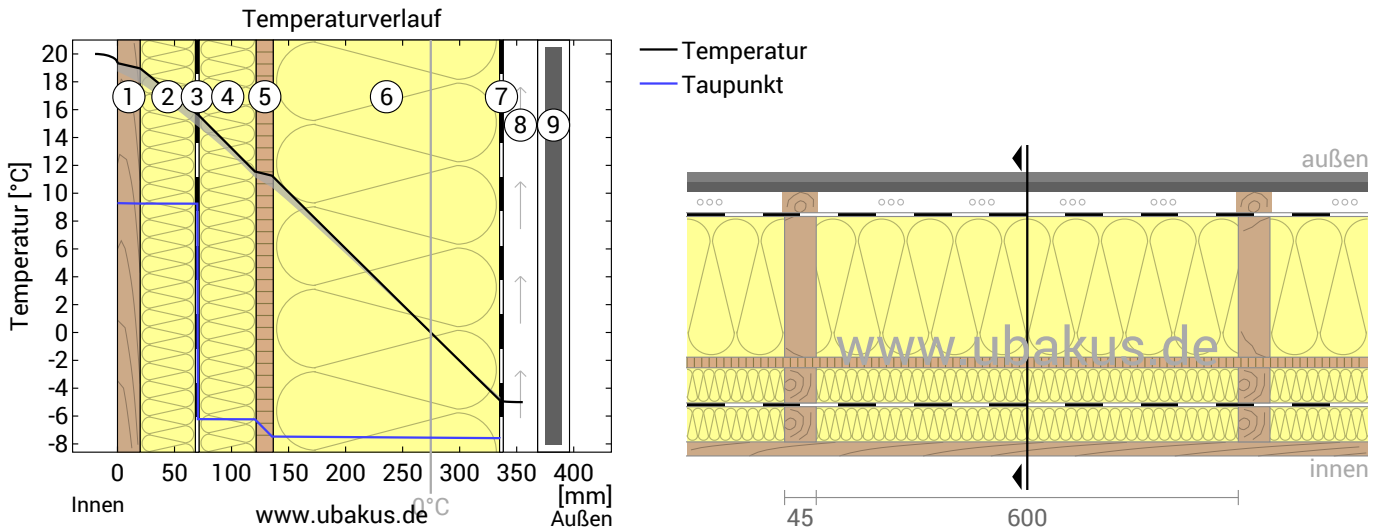 Temperaturverlauf
Temperatur [°C]
20
18
16
14
12
10
8
6
4
2
0
-2
-4
-6
-8
1
2
3
4
5
6
7
8
9
0
50
100
150
200
250
300
350
400
[mm]
Innen
www.ubakus.de
0°C
Außen
Temperatur
Taupunkt
außen
www.ubakus.de
innen
45
600